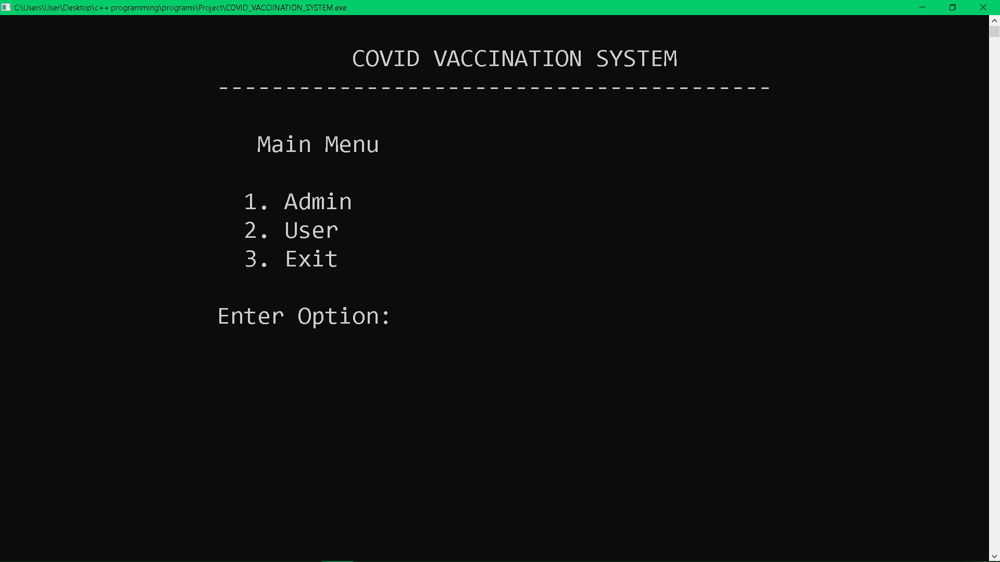 C:\Users\User\Desktop\c++ programming\programs\Project\COVID_VACCIINATION_SYSTEM.exe
COVID VACCINATION SYSTEM
-----------------------------------------
Main Menu
1. Admin
2. User
3. Exit
Enter Option: